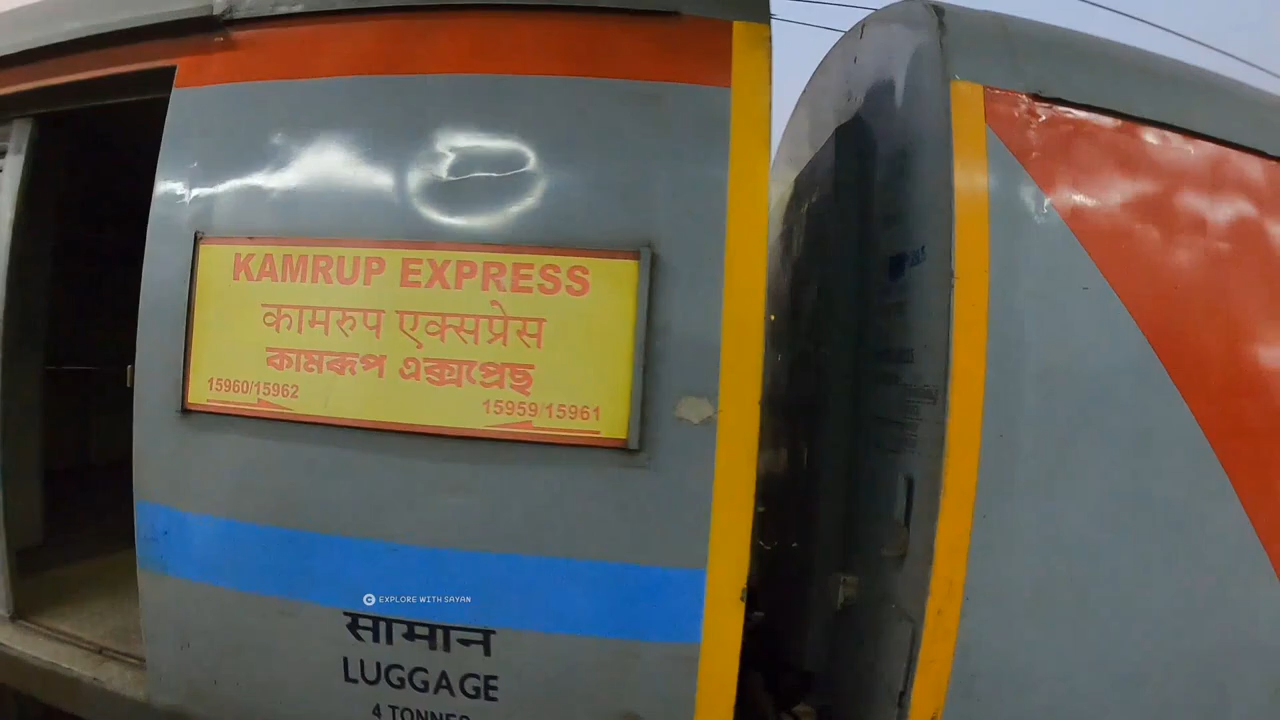 KAMRUP EXPRESS
कामरुप एक्सप्रेस
কামৰূপ এক্সপ্ৰেছ
15960/15962
15959/15961
EXPLORE WITH SAYAN
सामान
LUGGAGE
4 TONNES